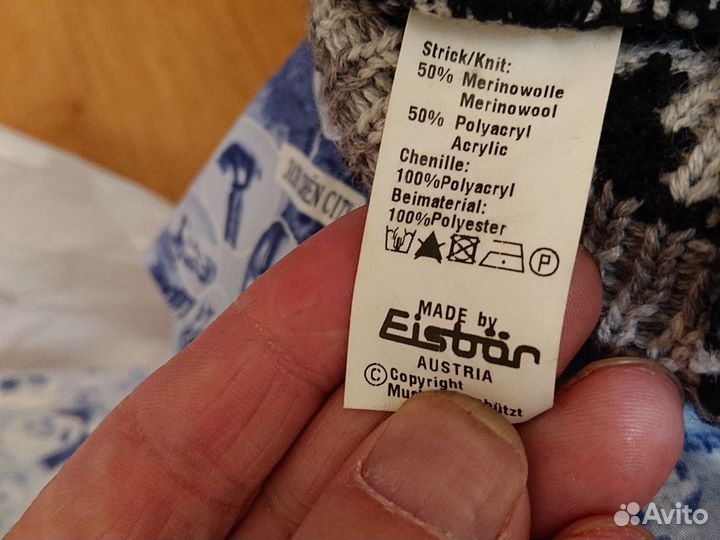 Strick/Knit:
50% Merinowolle
Merinowool
50% Polyacryl
Acrylic
Chenille:
100%Polyacryl
Beimaterial:
100%Polyester
P
MADE by
Eisbär
AUSTRIA
© Copyright
Avito